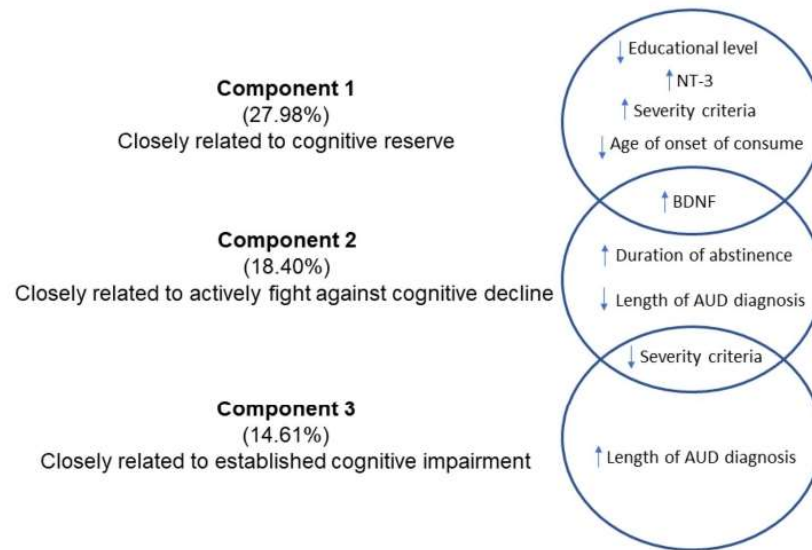 Component 1
(27.98%)
Closely related to cognitive reserve
↓ Educational level
↑ NT-3
↑ Severity criteria
↓ Age of onset of consume
↑ BDNF
Component 2
(18.40%)
Closely related to actively fight against cognitive decline
↑ Duration of abstinence
↓ Length of AUD diagnosis
↓ Severity criteria
Component 3
(14.61%)
Closely related to established cognitive impairment
↑ Length of AUD diagnosis